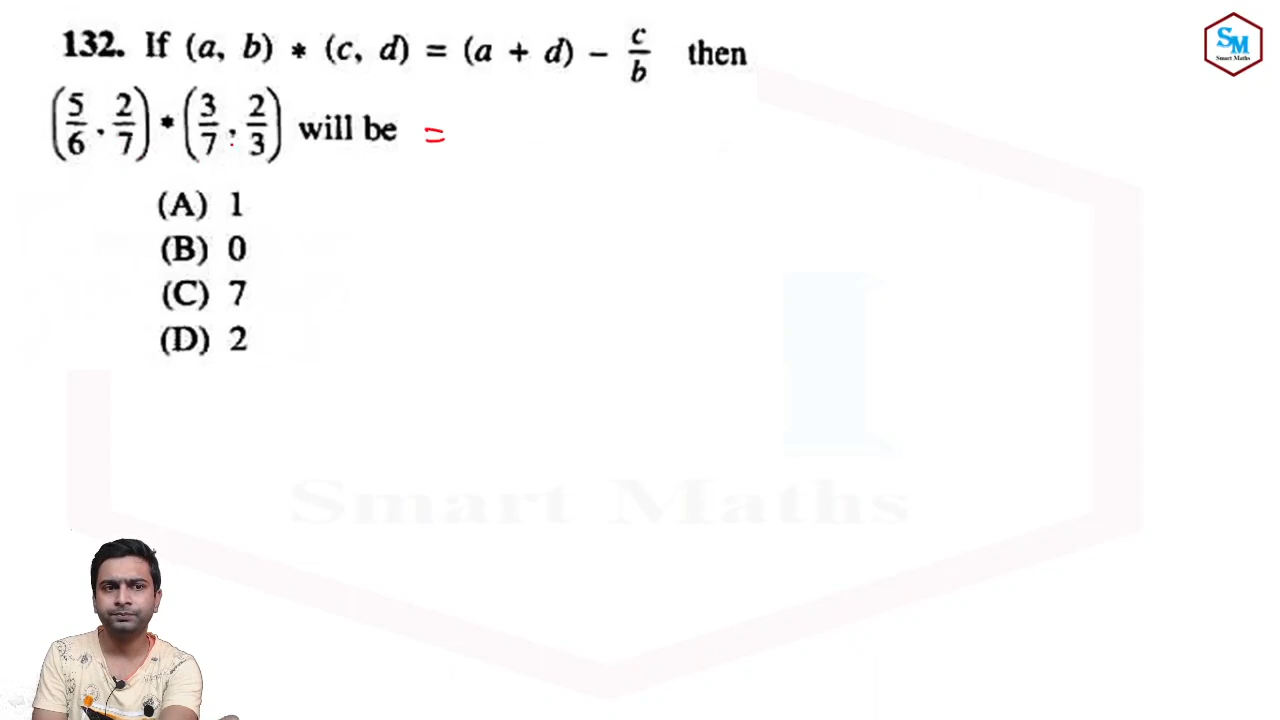 132. If (a, b) * (c, d) = (a + d) − c/b then
(5/6, 2/7) * (3/7, 2/3) will be =
(A) 1
(B) 0
(C) 7
(D) 2
SM
Smart Maths
Smart Maths